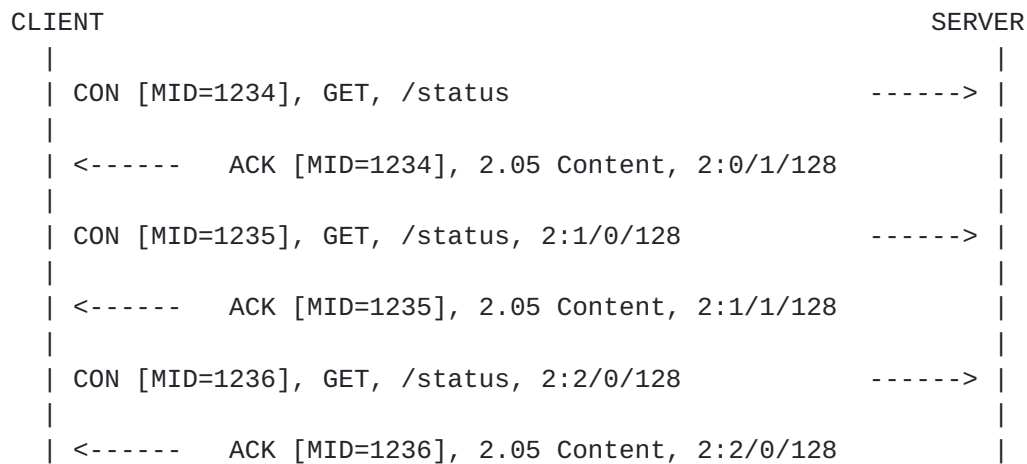 CLIENT                                                     SERVER
  |                                                            |
  | CON [MID=1234], GET, /status                       ------> |
  |                                                            |
  | <------   ACK [MID=1234], 2.05 Content, 2:0/1/128          |
  |                                                            |
  | CON [MID=1235], GET, /status, 2:1/0/128            ------> |
  |                                                            |
  | <------   ACK [MID=1235], 2.05 Content, 2:1/1/128          |
  |                                                            |
  | CON [MID=1236], GET, /status, 2:2/0/128            ------> |
  |                                                            |
  | <------   ACK [MID=1236], 2.05 Content, 2:2/0/128          |